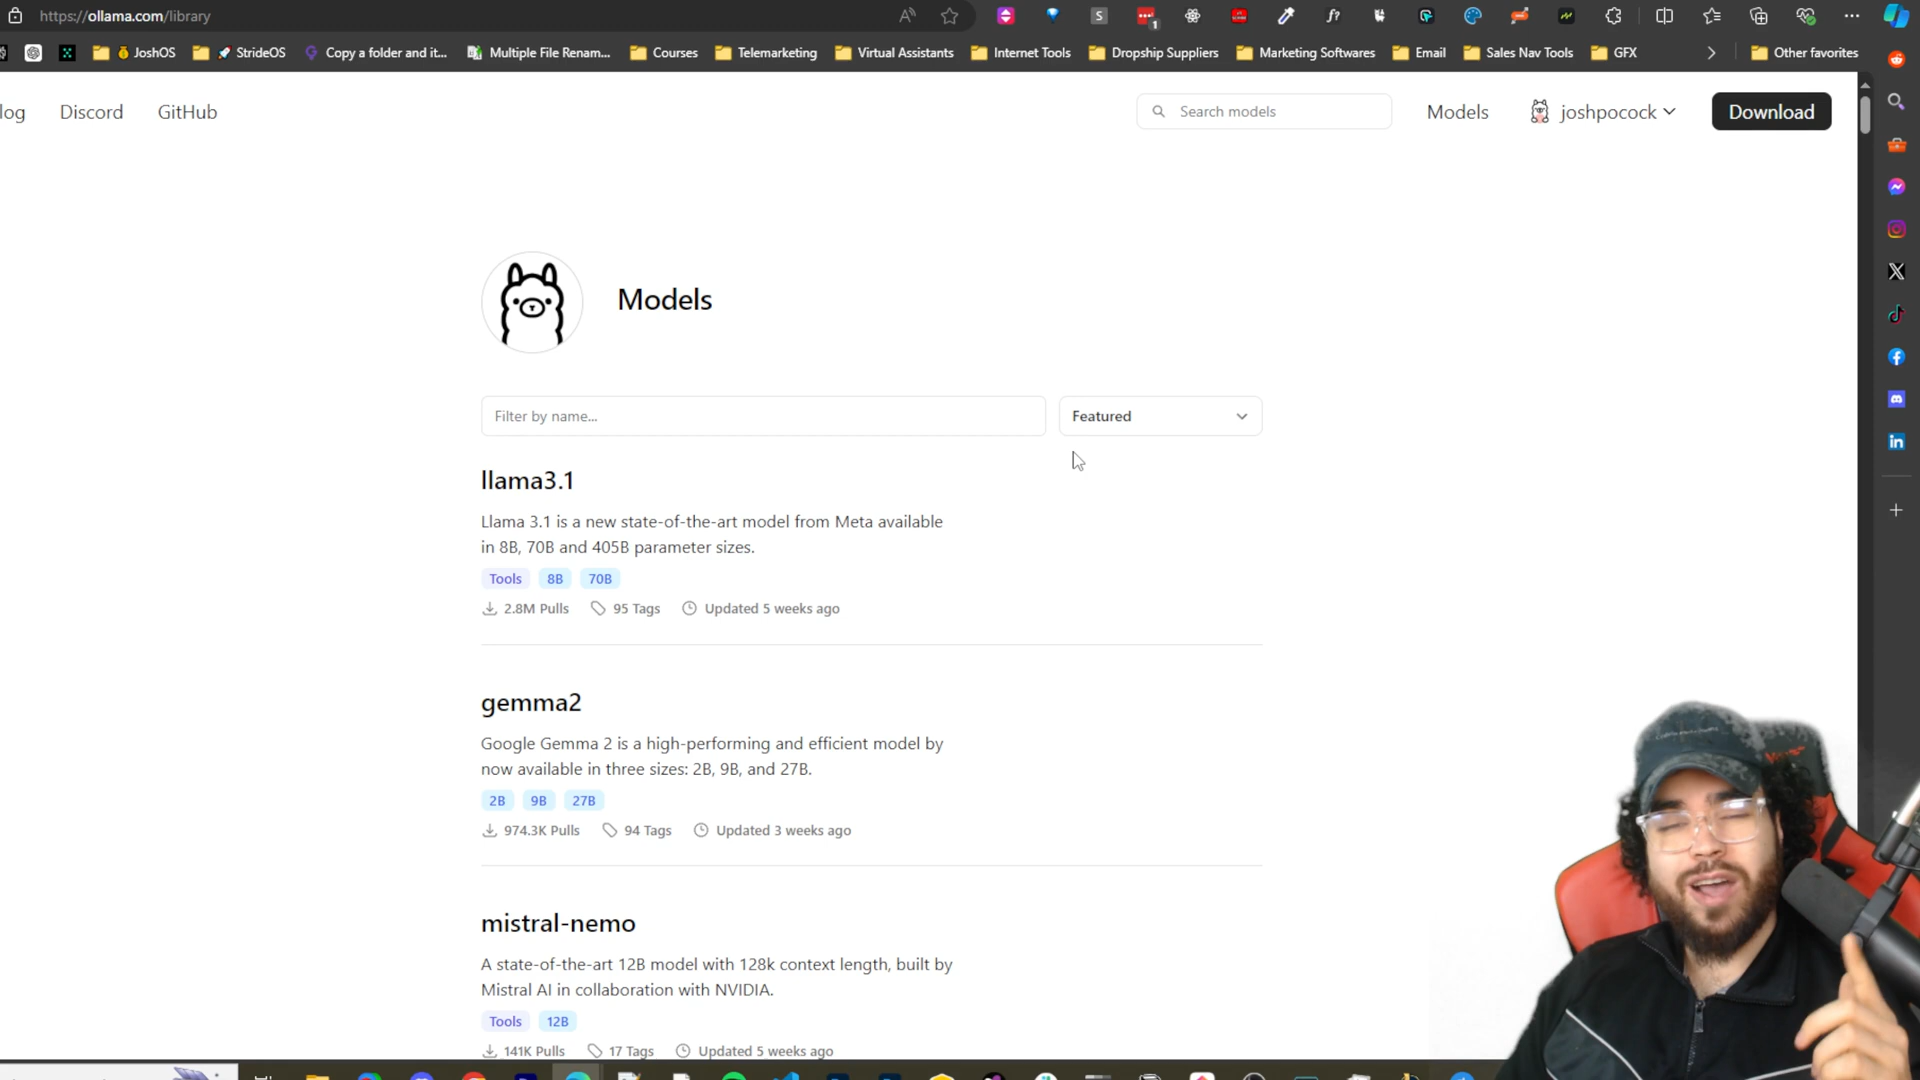 https://ollama.com/library
JoshOS StrideOS Copy a folder and it... Multiple File Renam... Courses Telemarketing Virtual Assistants Internet Tools Dropship Suppliers Marketing Softwares Email Sales Nav Tools GFX Other favorites
log Discord GitHub Search models Models joshpocock Download
Models
Filter by name... Featured
llama3.1
Llama 3.1 is a new state-of-the-art model from Meta available
in 8B, 70B and 405B parameter sizes.
Tools 8B 70B
2.8M Pulls 95 Tags Updated 5 weeks ago
gemma2
Google Gemma 2 is a high-performing and efficient model by
now available in three sizes: 2B, 9B, and 27B.
2B 9B 27B
974.3K Pulls 94 Tags Updated 3 weeks ago
mistral-nemo
A state-of-the-art 12B model with 128k context length, built by
Mistral AI in collaboration with NVIDIA.
Tools 12B
141K Pulls 17 Tags Updated 5 weeks ago